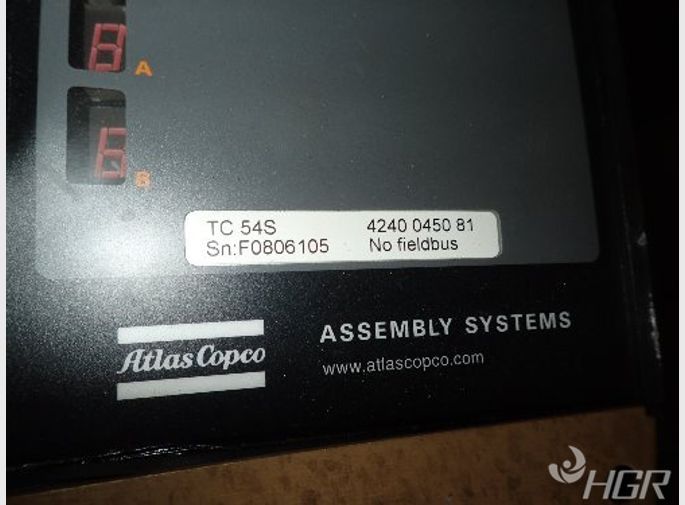 8
A
6
B
TC 54S 4240 0450 81
Sn:F0806105 No fieldbus
Atlas Copco
ASSEMBLY SYSTEMS
www.atlascopco.com
HGR